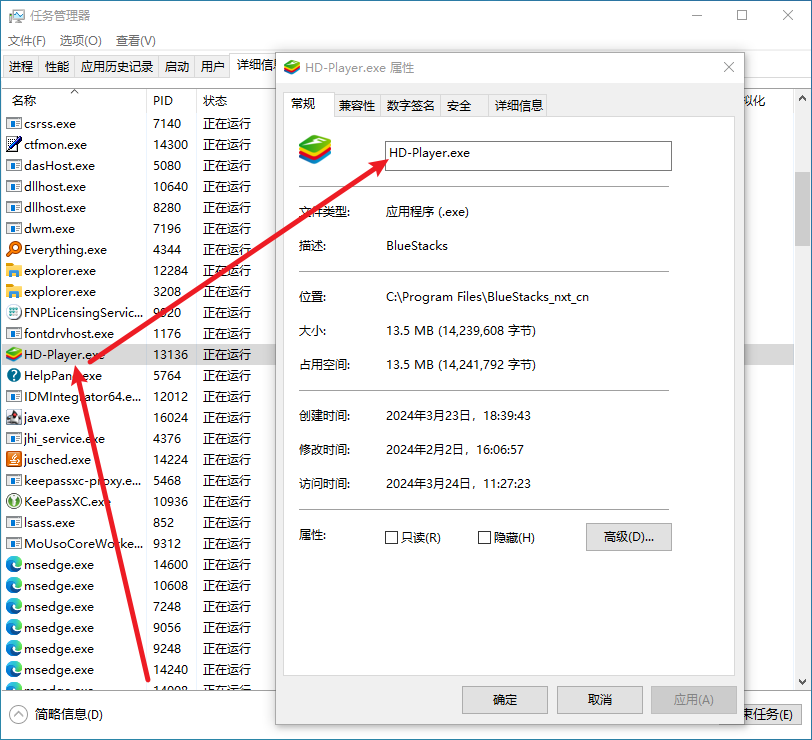 任务管理器
文件(F) 选项(O) 查看(V)
进程 性能 应用历史记录 启动 用户 详细信息
名称 PID 状态
csrss.exe 7140 正在运行
ctfmon.exe 14300 正在运行
dasHost.exe 5080 正在运行
dllhost.exe 10640 正在运行
dllhost.exe 8280 正在运行
dwm.exe 7196 正在运行
Everything.exe 4344 正在运行
explorer.exe 12284 正在运行
explorer.exe 3208 正在运行
FNPLicensingServic... 9920 正在运行
fontdrvhost.exe 1176 正在运行
HD-Player.exe 13136 正在运行
HelpPane.exe 5764 正在运行
IDMIntegrator64.e... 12012 正在运行
java.exe 16024 正在运行
jhi_service.exe 4376 正在运行
jusched.exe 14224 正在运行
keepassxc-proxy.e... 5468 正在运行
KeePassXC.exe 10936 正在运行
lsass.exe 852 正在运行
MoUsoCoreWorke... 9312 正在运行
msedge.exe 14600 正在运行
msedge.exe 10608 正在运行
msedge.exe 7248 正在运行
msedge.exe 9056 正在运行
msedge.exe 9248 正在运行
msedge.exe 14240 正在运行
简略信息(D)
HD-Player.exe 属性
常规 兼容性 数字签名 安全 详细信息
HD-Player.exe
文件类型: 应用程序 (.exe)
描述: BlueStacks
位置: C:\Program Files\BlueStacks_nxt_cn
大小: 13.5 MB (14,239,608 字节)
占用空间: 13.5 MB (14,241,792 字节)
创建时间: 2024年3月23日，18:39:43
修改时间: 2024年2月2日，16:06:57
访问时间: 2024年3月24日，11:27:23
属性: 只读(R) 隐藏(H) 高级(D)...
确定 取消 应用(A)
拟化
束任务(E)